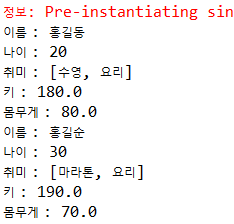 정보: Pre-instantiating sin
이름 : 홍길동
나이 : 20
취미 : [수영, 요리]
키 : 180.0
몸무게 : 80.0
이름 : 홍길순
나이 : 30
취미 : [마라톤, 요리]
키 : 190.0
몸무게 : 70.0